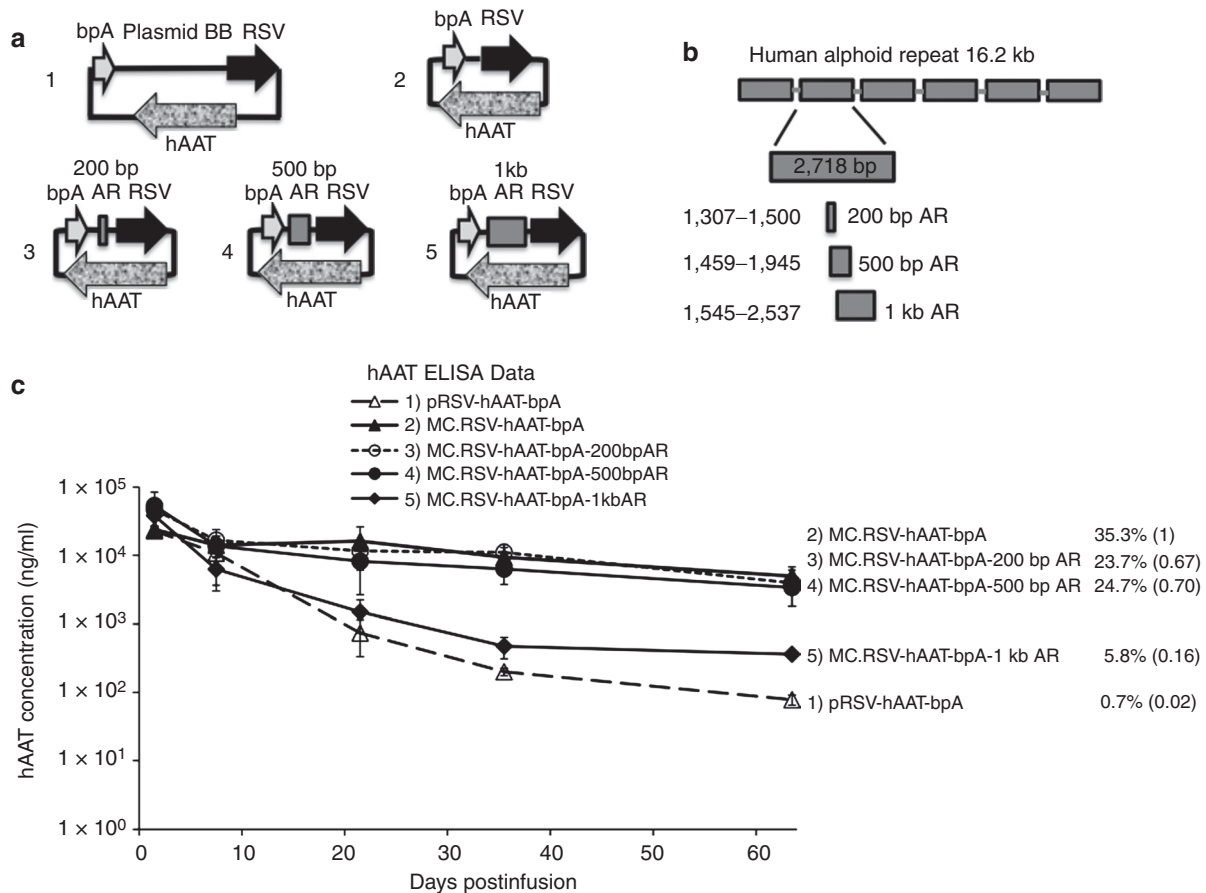 a
bpA Plasmid BB RSV
1
hAAT
bpA RSV
2
hAAT
200 bp
bpA AR RSV
3
hAAT
500 bp
bpA AR RSV
4
hAAT
1kb
bpA AR RSV
5
hAAT
b
Human alphoid repeat 16.2 kb
2,718 bp
1,307–1,500 200 bp AR
1,459–1,945 500 bp AR
1,545–2,537 1 kb AR
c
hAAT ELISA Data
1) pRSV-hAAT-bpA
2) MC.RSV-hAAT-bpA
3) MC.RSV-hAAT-bpA-200bpAR
4) MC.RSV-hAAT-bpA-500bpAR
5) MC.RSV-hAAT-bpA-1kbAR
hAAT concentration (ng/ml)
1 × 10⁵
1 × 10⁴
1 × 10³
1 × 10²
1 × 10¹
1 × 10⁰
0 10 20 30 40 50 60
Days postinfusion
2) MC.RSV-hAAT-bpA 35.3% (1)
3) MC.RSV-hAAT-bpA-200 bp AR 23.7% (0.67)
4) MC.RSV-hAAT-bpA-500 bp AR 24.7% (0.70)
5) MC.RSV-hAAT-bpA-1 kb AR 5.8% (0.16)
1) pRSV-hAAT-bpA 0.7% (0.02)